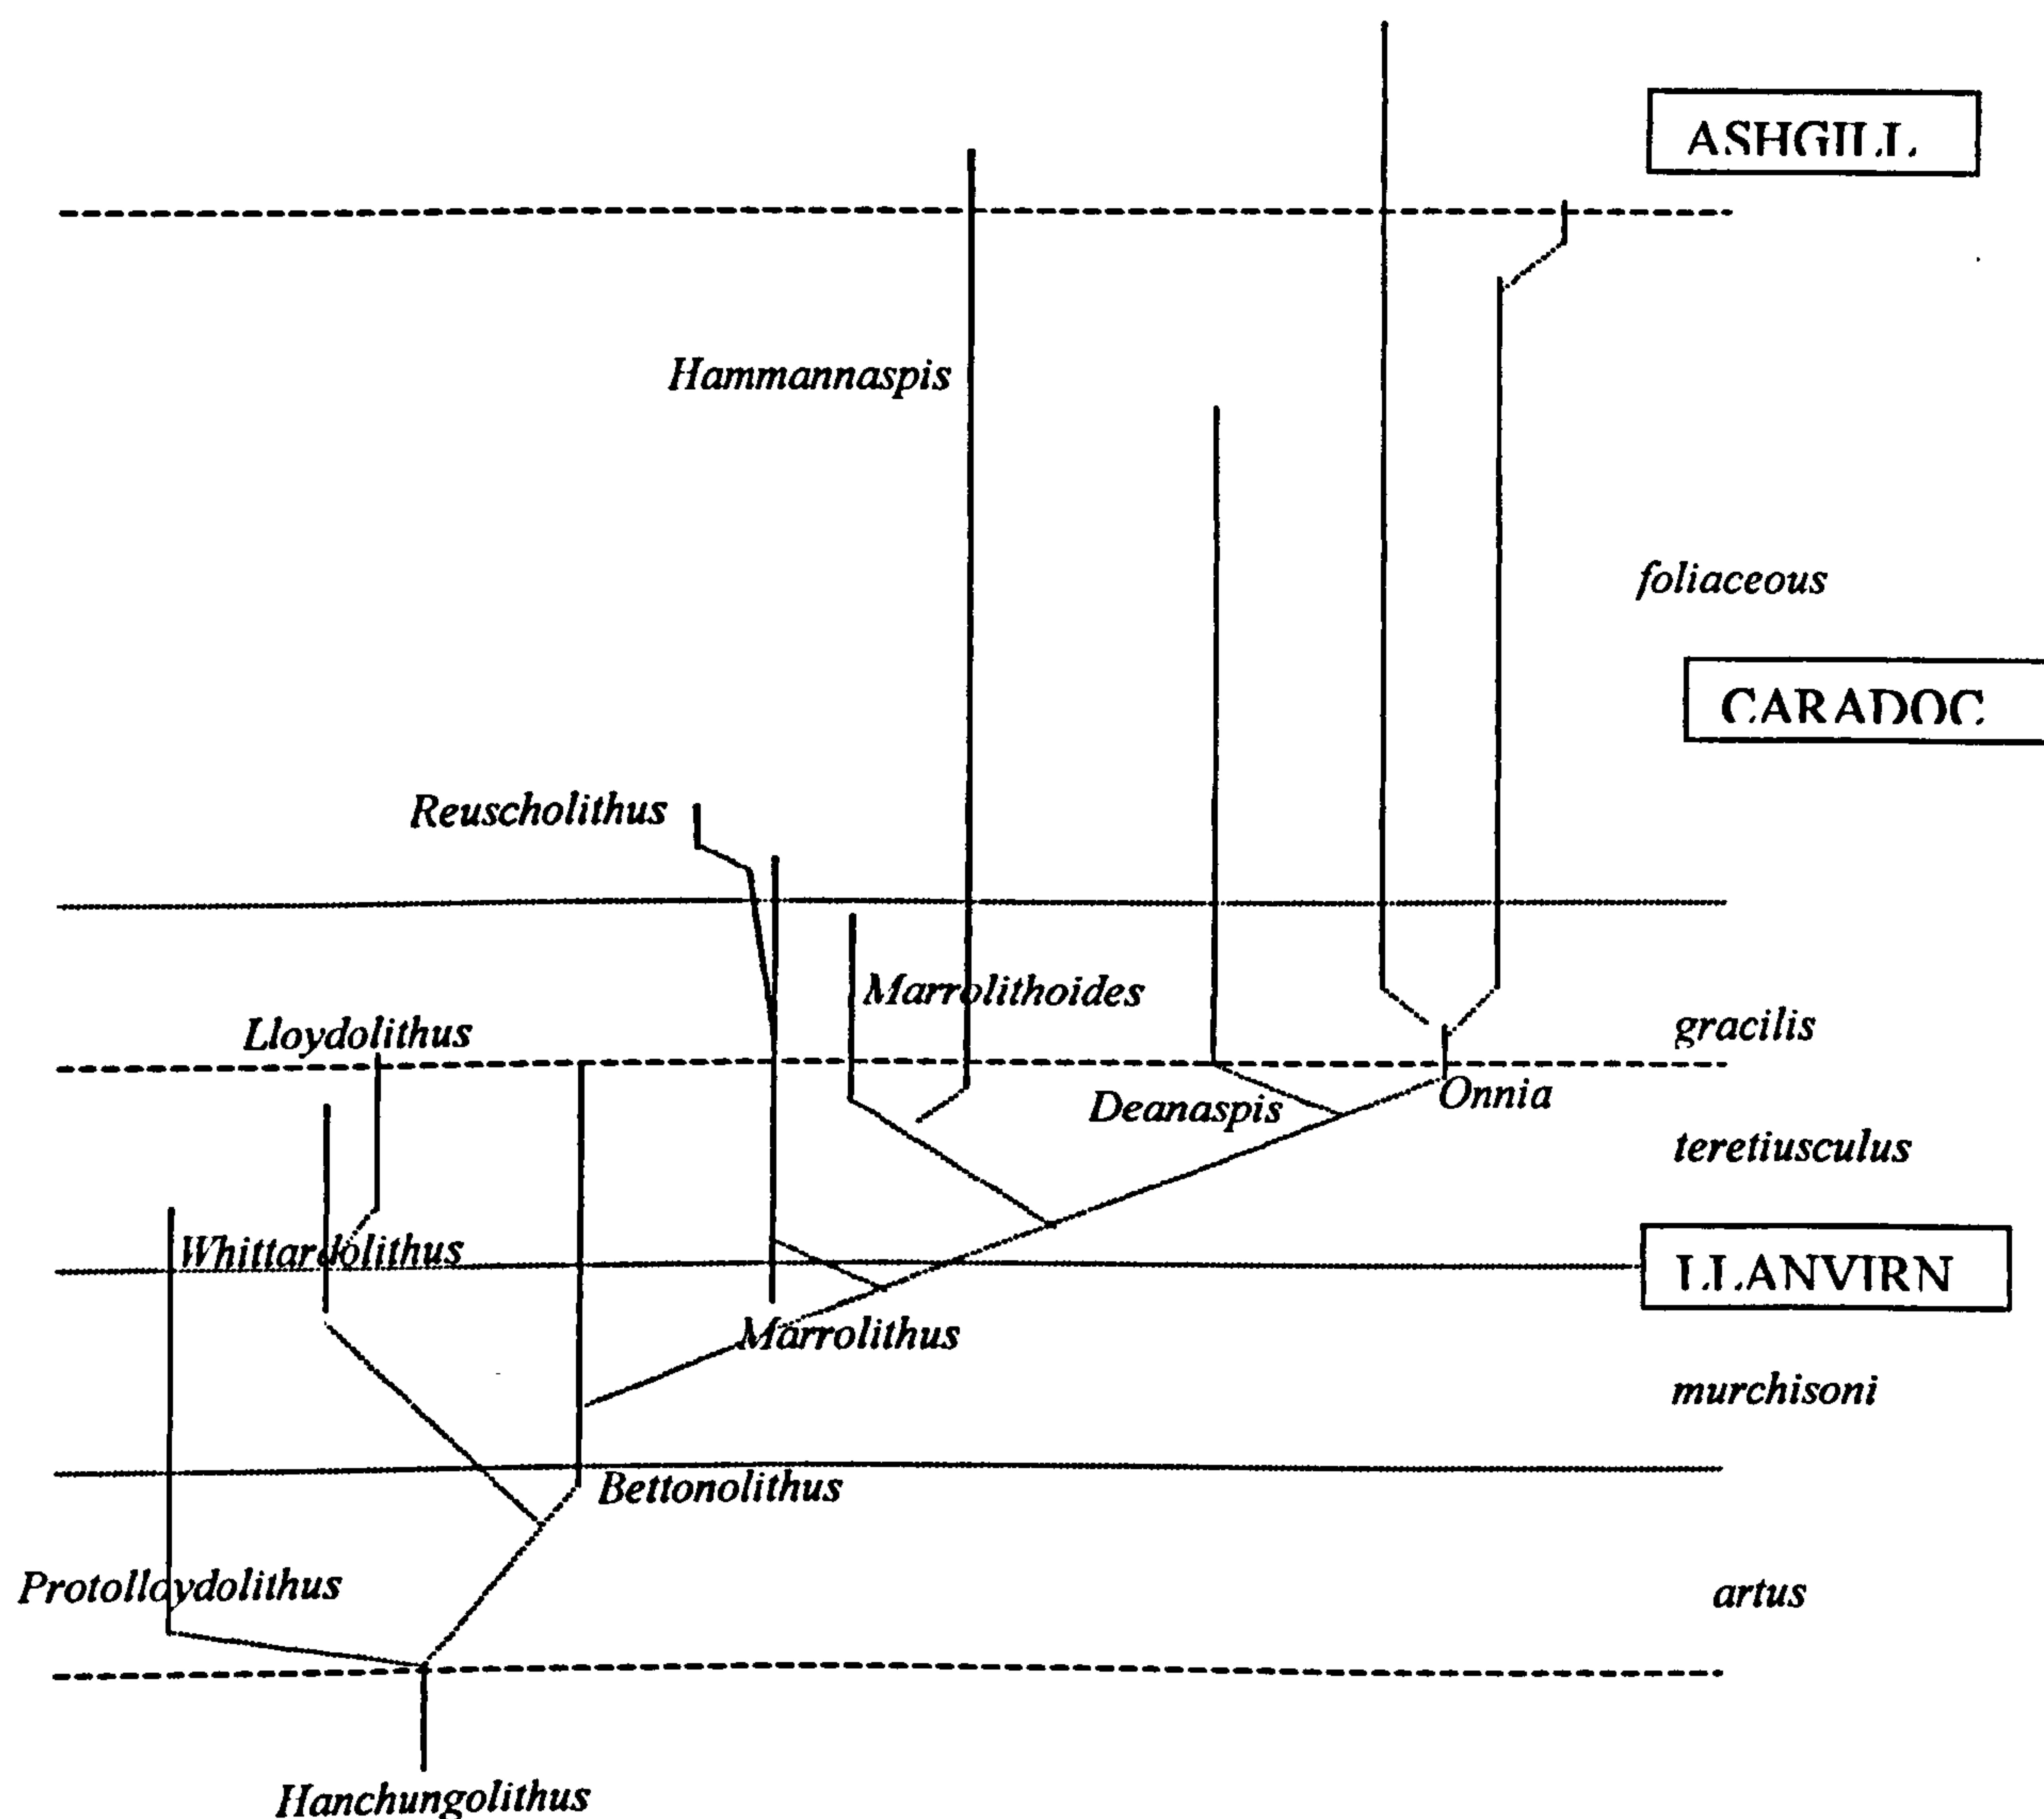 ASHGILL
Hammannaspis
foliaceous
CARADOC
Reuscholithus
Marrolithoides
Lloydolithus
gracilis
Deanaspis
Onnia
teretiusculus
Whittardolithus
LLANVIRN
Marrolithus
murchisoni
Bettonolithus
Protolloydolithus
artus
Hanchungolithus